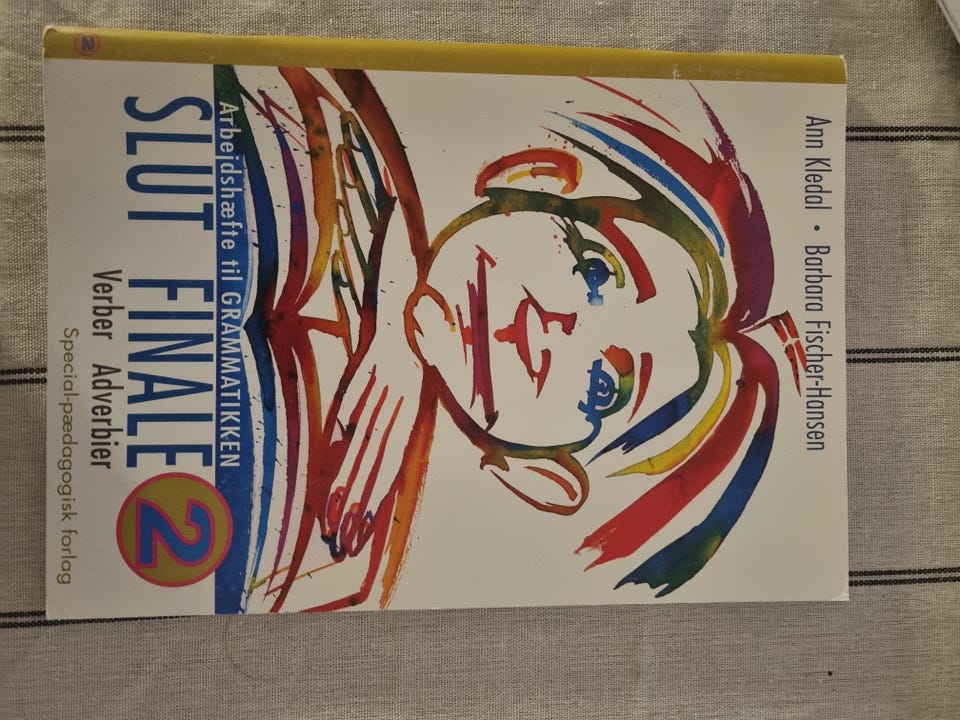 Ann Kledal • Barbara Fischer-Hansen
Arbejdshæfte til GRAMMATIKKEN
SLUT FINALE 2
Verber Adverbier
Special-pædagogisk forlag
2